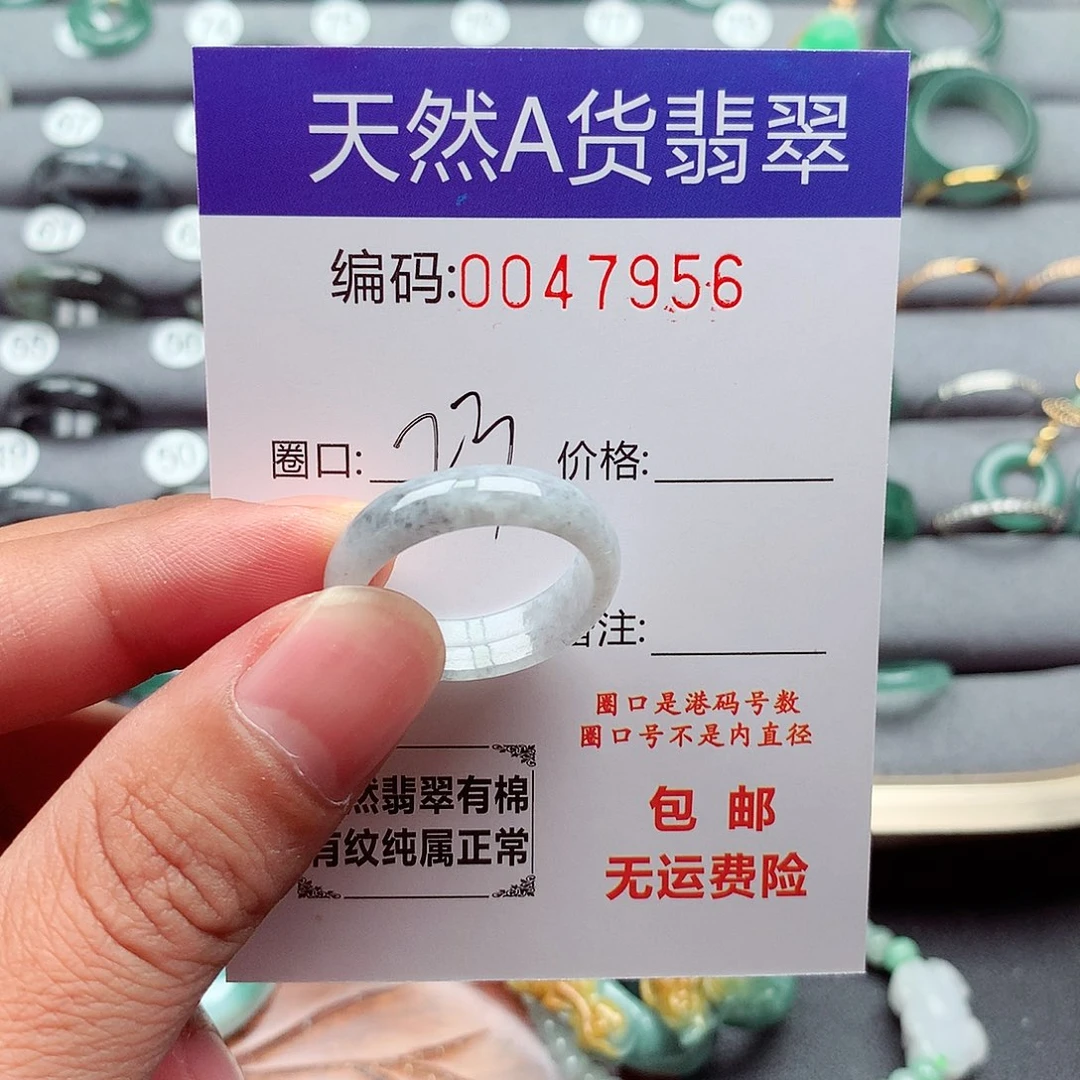 天然A货翡翠
编码:0047956
圈口: 23 价格:
备注:
圈口是港码号数
圈口号不是内直径
然翡翠有棉
有纹纯属正常
包 邮
无运费险